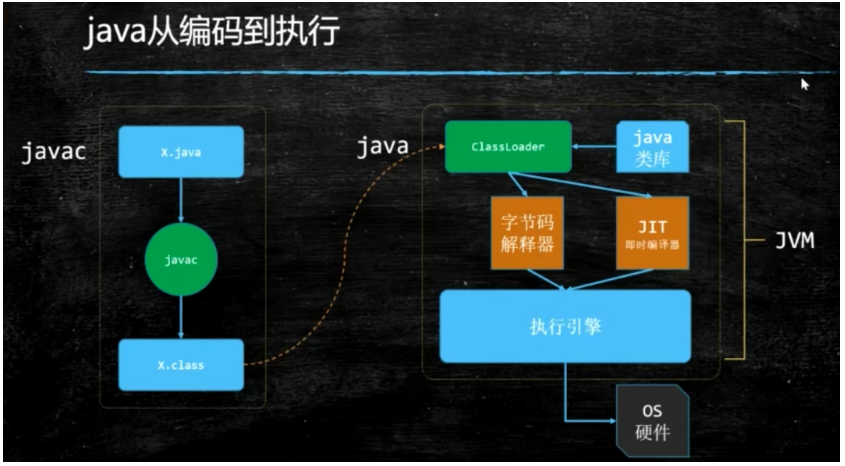 java从编码到执行
javac
X.java
javac
X.class
java
ClassLoader
java
类库
字节码
解释器
JIT
即时编译器
执行引擎
JVM
OS
硬件